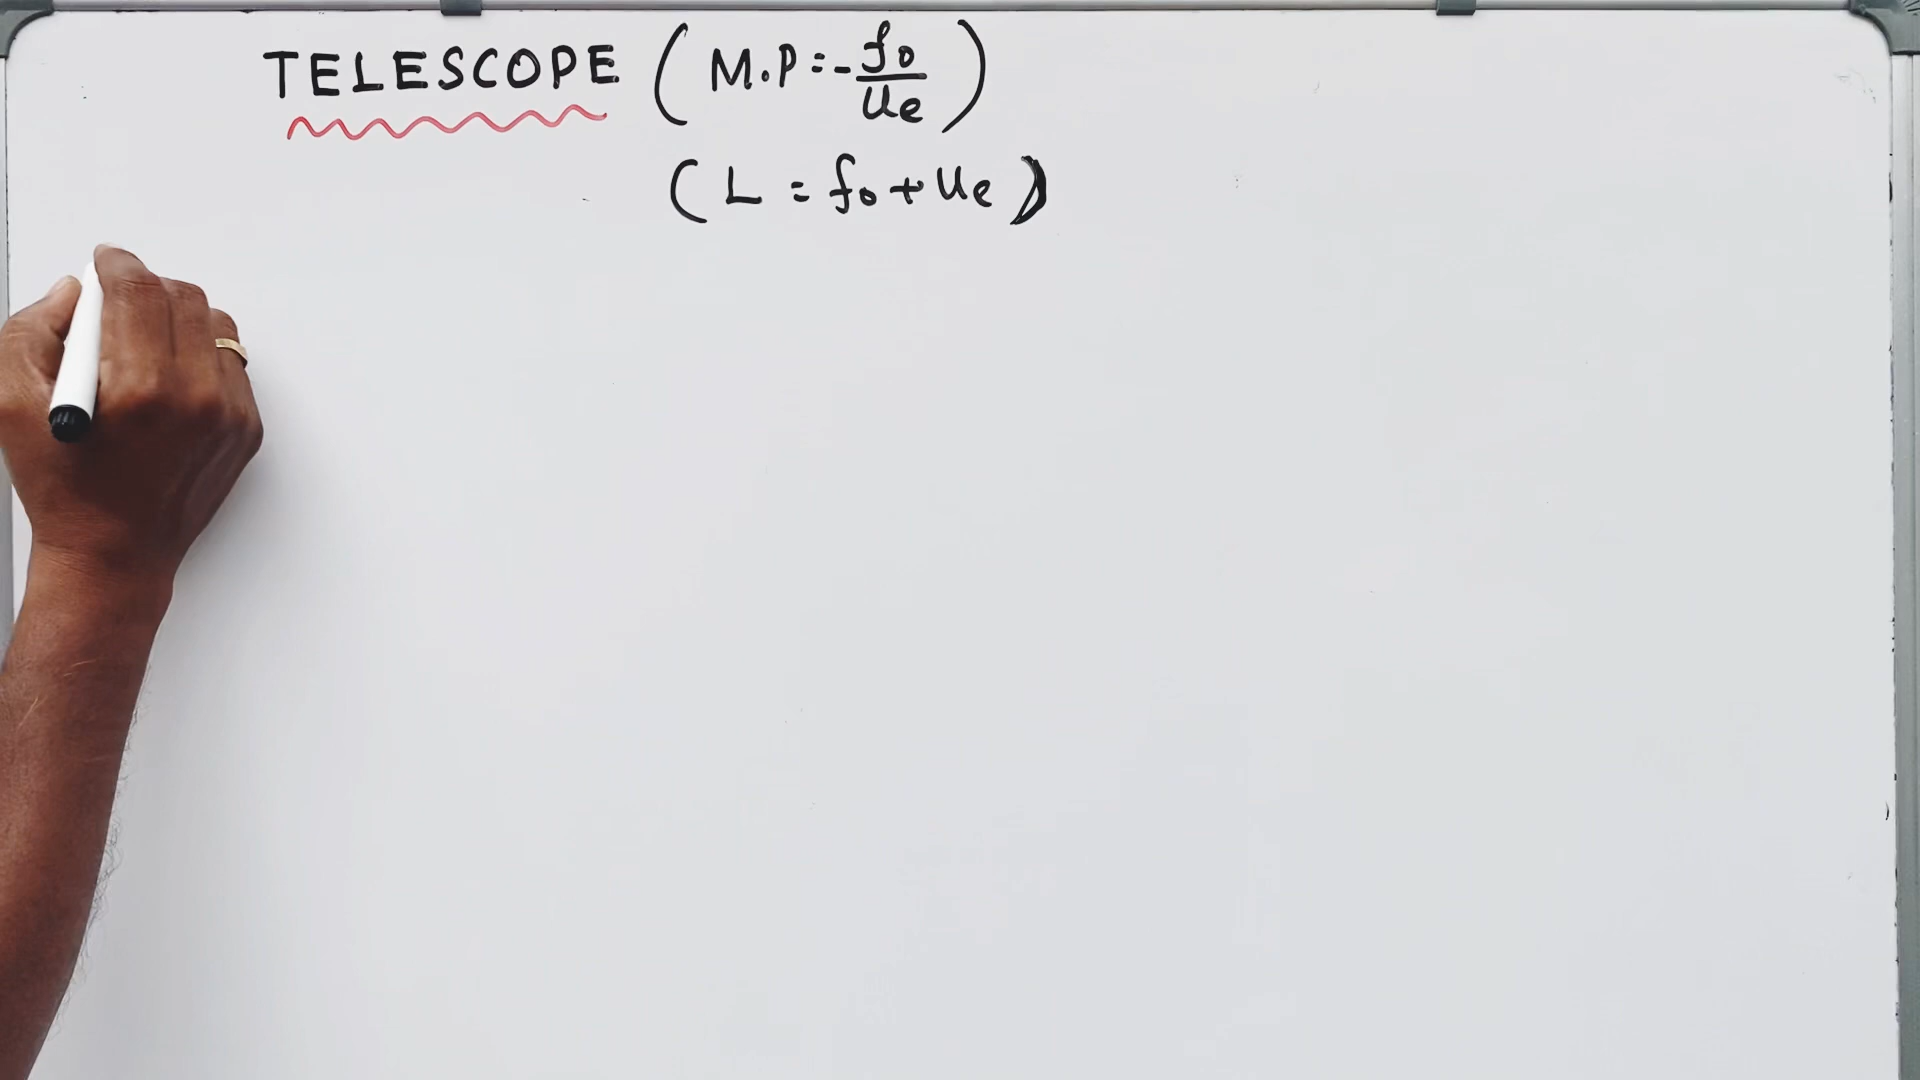 TELESCOPE ( M.P = - fo/ue )
( L = fo + ue )